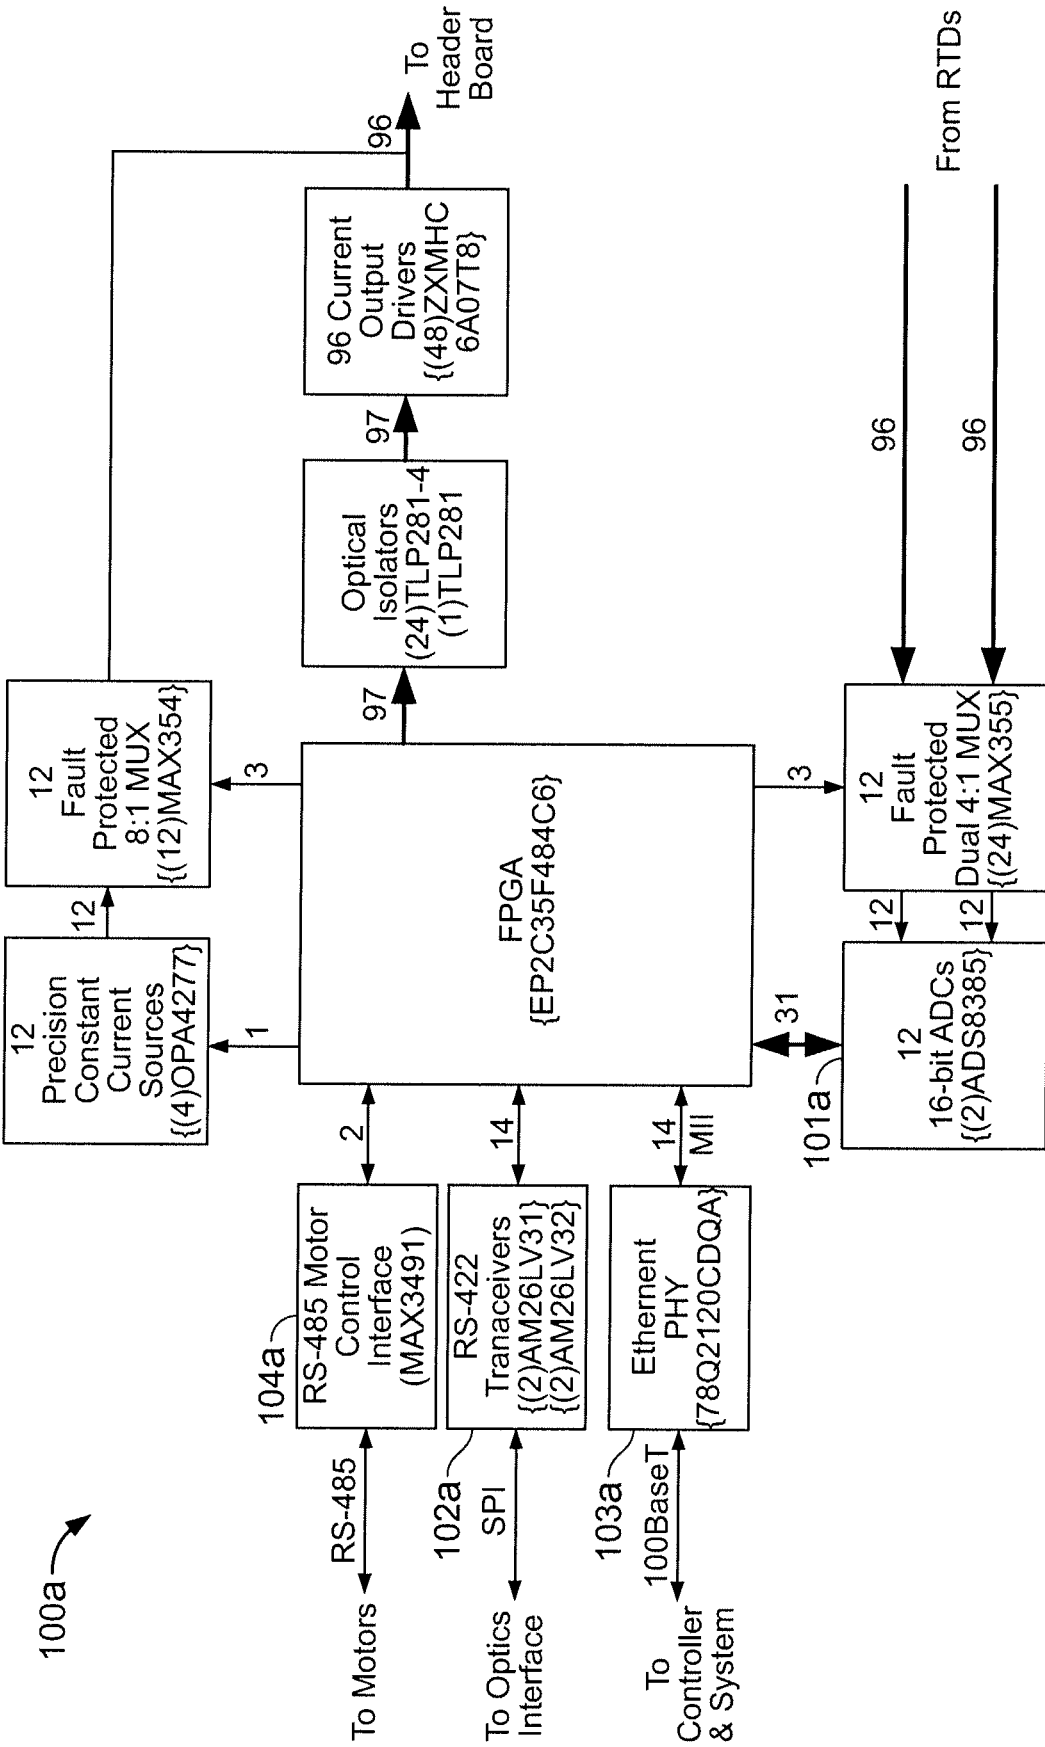 100a
12
Precision
Constant
Current
Sources
{(4)OPA4277}
12
12
Fault
Protected
8:1 MUX
{(12)MAX354}
1
3
To Motors
RS-485
104a
RS-485 Motor
Control
Interface
(MAX3491)
2
To Optics
Interface
SPI
102a
RS-422
Tranaceivers
{(2)AM26LV31}
{(2)AM26LV32}
14
To
Controller
& System
100BaseT
103a
Ethernent
PHY
{78Q2120CDQA}
14
MII
FPGA
{EP2C35F484C6}
97
Optical
Isolators
(24)TLP281-4
(1)TLP281
97
96 Current
Output
Drivers
{(48)ZXMHC
6A07T8}
96
To
Header
Board
31
3
101a
12
16-bit ADCs
{(2)ADS8385}
12
12
12
Fault
Protected
Dual 4:1 MUX
{(24)MAX355}
96
96
From RTDs